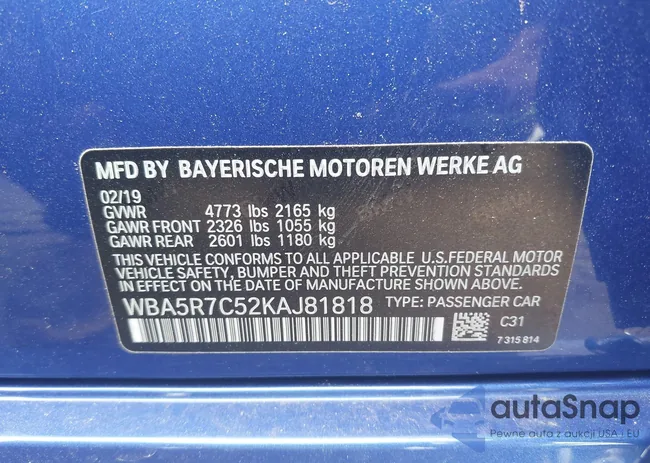 MFD BY BAYERISCHE MOTOREN WERKE AG
02/19
GVWR 4773 lbs 2165 kg
GAWR FRONT 2326 lbs 1055 kg
GAWR REAR 2601 lbs 1180 kg
THIS VEHICLE CONFORMS TO ALL APPLICABLE U.S.FEDERAL MOTOR
VEHICLE SAFETY, BUMPER AND THEFT PREVENTION STANDARDS
IN EFFECT ON THE DATE OF MANUFACTURE SHOWN ABOVE.
WBA5R7C52KAJ81818 TYPE: PASSENGER CAR
C31
7 315 814
autaSnap
Pewne auta z aukcji USA i EU